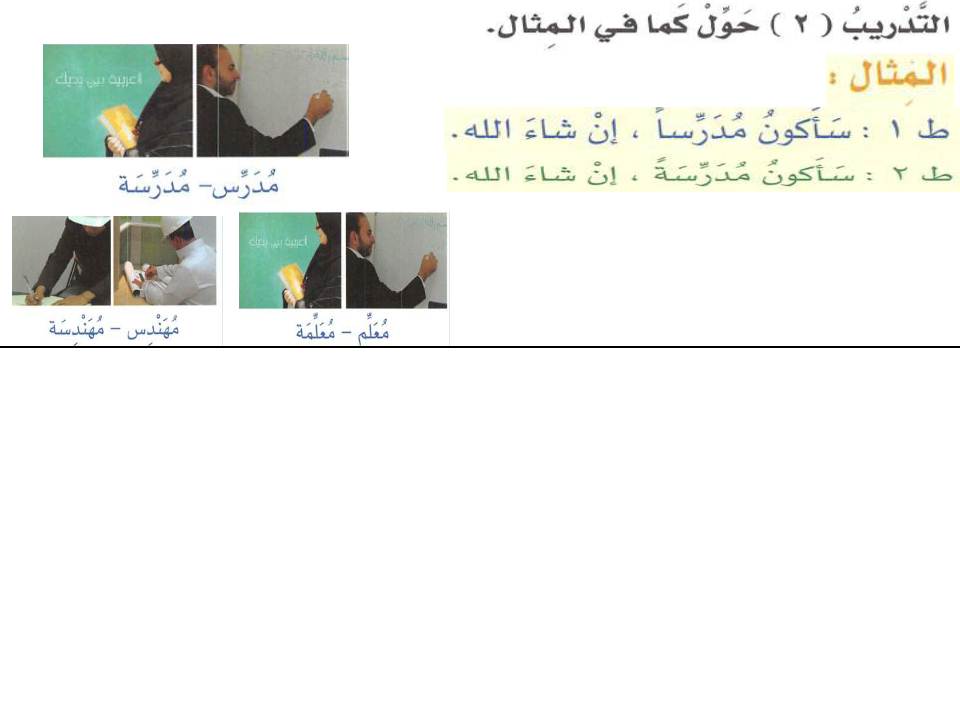 التَّدْريبُ ( ٢ ) حَوِّلْ كَما في المِثال.
المِثال :
ط ١ : سَأَكونُ مُدَرِّساً ، إنْ شاءَ الله.
ط ٢ : سَأَكونُ مُدَرِّسَةً ، إنْ شاءَ الله.
العربية بين يديك
مُدَرِّس– مُدَرِّسَة
العربية بين يديك
مُعَلِّم – مُعَلِّمَة
مُهَنْدِس – مُهَنْدِسَة